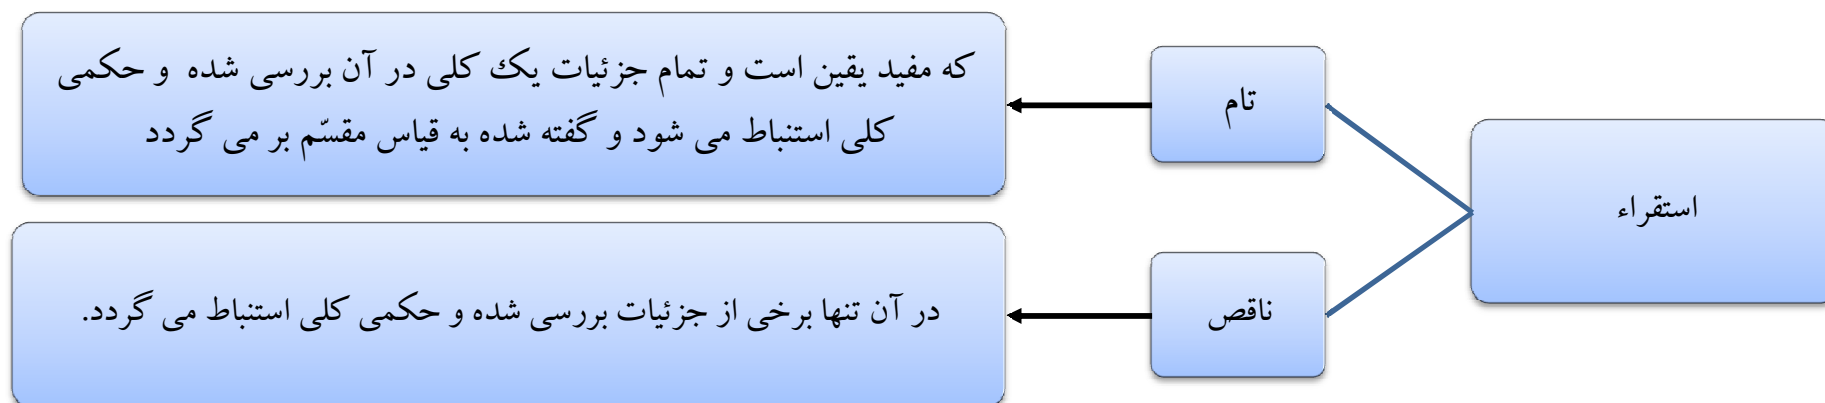 استقراء
تام
که مفید یقین است و تمام جزئیات یک کلی در آن بررسی شده و حکمی
کلی استنباط می شود و گفته شده به قیاس مقسّم بر می گردد
ناقص
در آن تنها برخی از جزئیات بررسی شده و حکمی کلی استنباط می گردد.